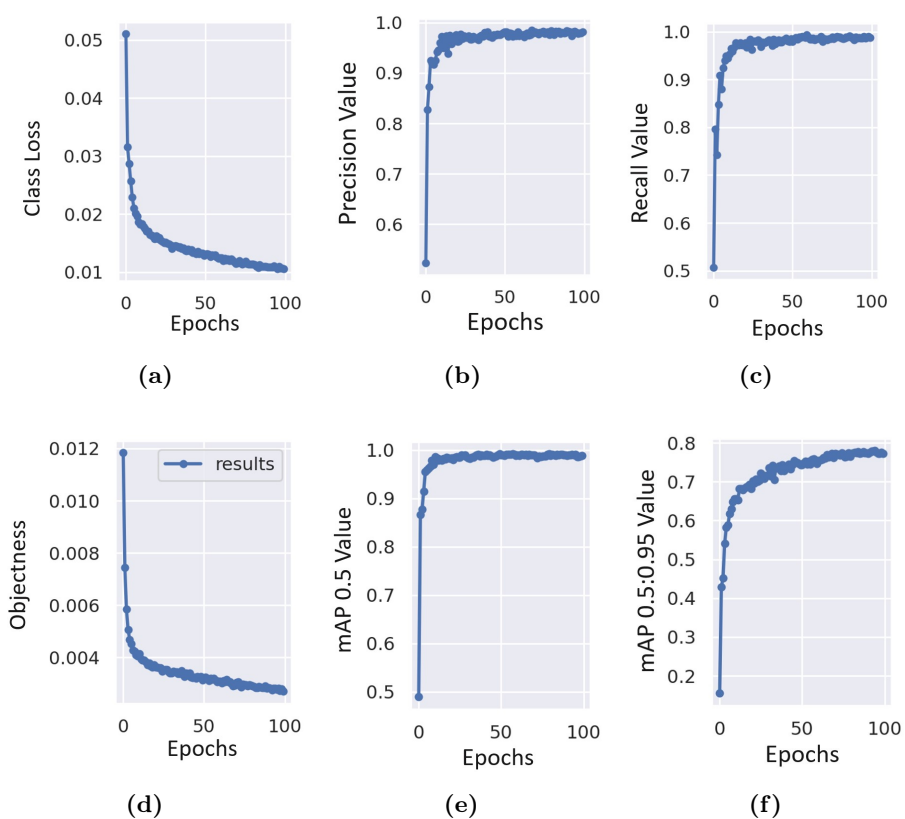 Class Loss
0.05
0.04
0.03
0.02
0.01
0 50 100
Epochs
(a)
Precision Value
1.0
0.9
0.8
0.7
0.6
0 50 100
Epochs
(b)
Recall Value
1.0
0.9
0.8
0.7
0.6
0.5
0 50 100
Epochs
(c)
Objectness
0.012
0.010
0.008
0.006
0.004
results
0 50 100
Epochs
(d)
mAP 0.5 Value
1.0
0.9
0.8
0.7
0.6
0.5
0 50 100
Epochs
(e)
mAP 0.5:0.95 Value
0.8
0.7
0.6
0.5
0.4
0.3
0.2
0 50 100
Epochs
(f)